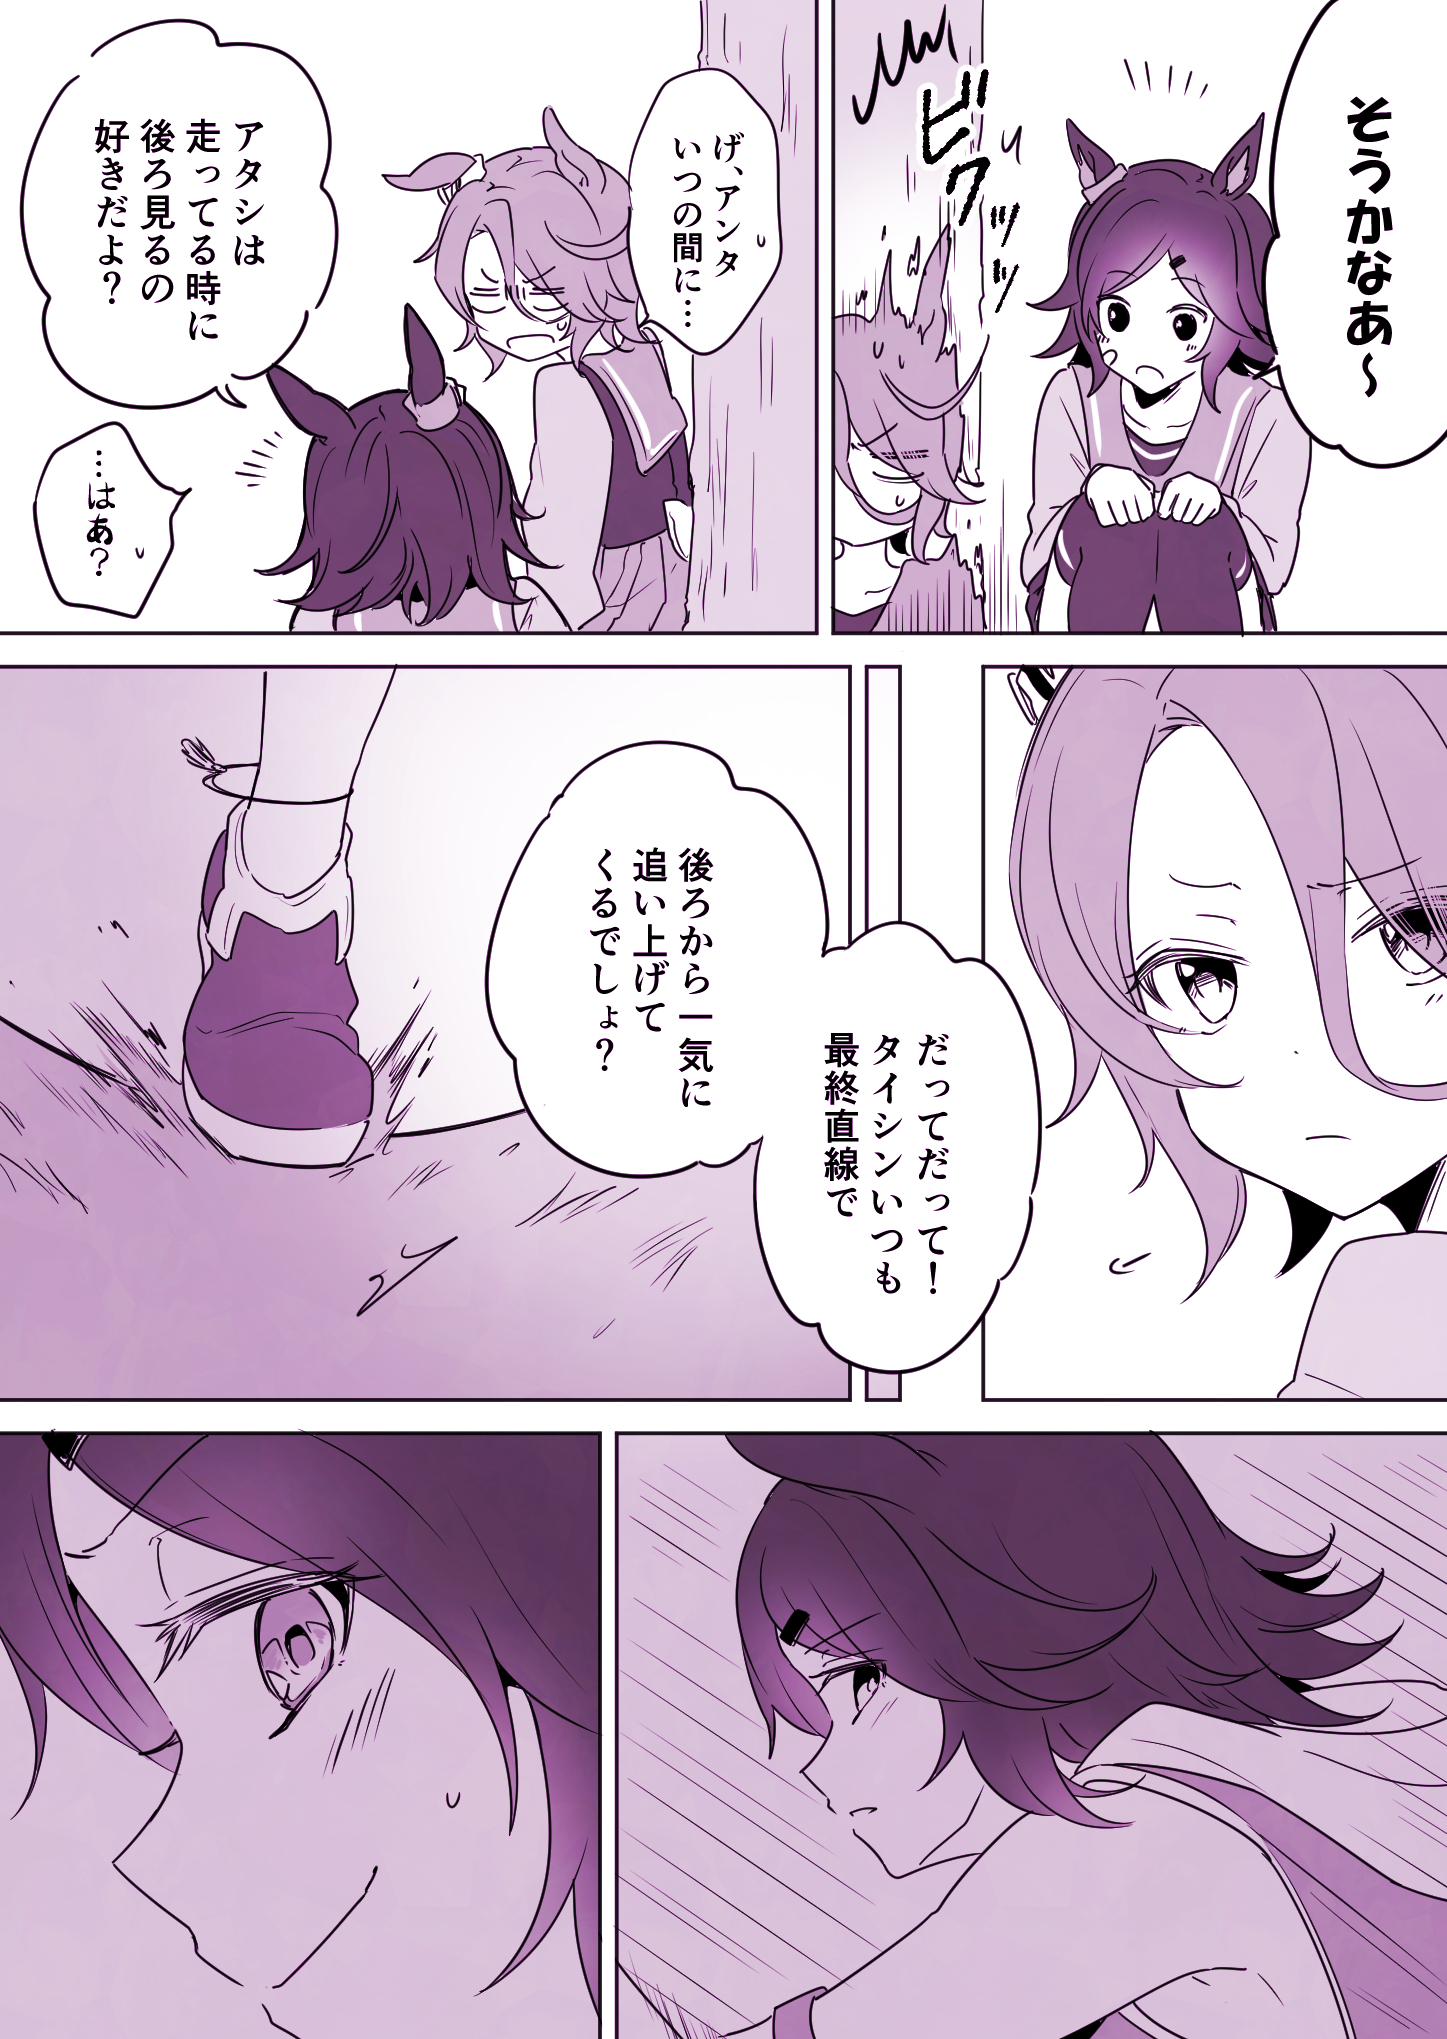 そうかなあ～
ビクッッ
げ、アンタ
いつの間に…
アタシは
走ってる時に
後ろ見るの
好きだよ？
…はあ？
だってだって！
タイシンいつも
最終直線で
後ろから一気に
追い上げて
くるでしょ？